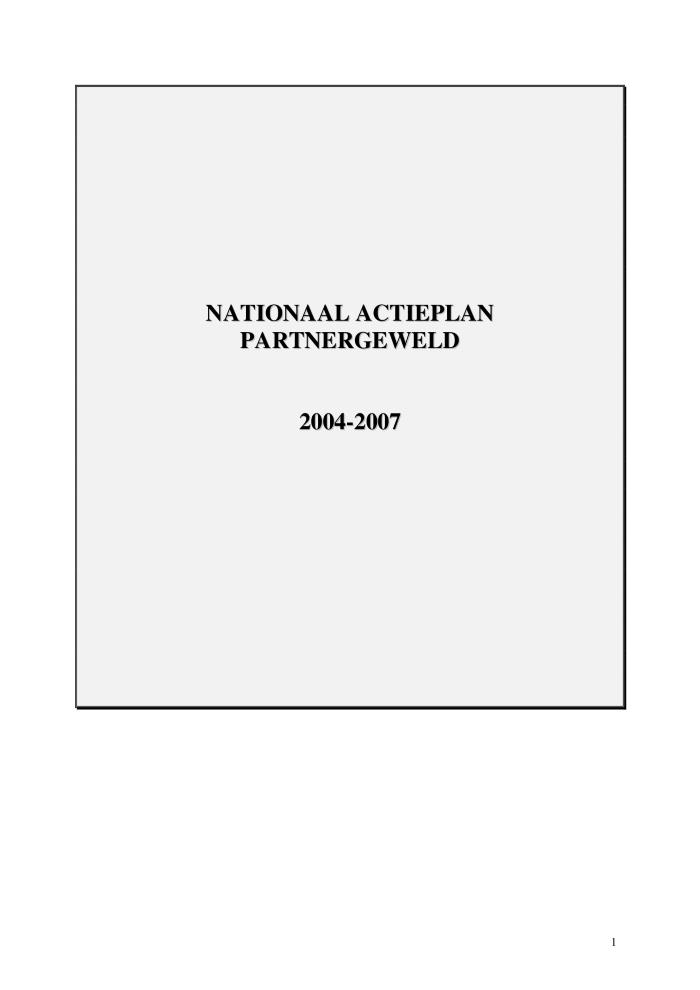 NATIONAAL ACTIEPLAN
PARTNERGEWELD
2004-2007
1